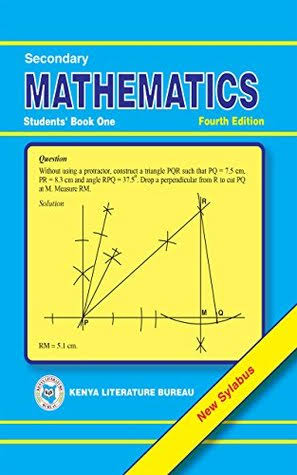 Secondary
MATHEMATICS
Students' Book One
Fourth Edition
Question
Without using a protractor, construct a triangle PQR such that PQ = 7.5 cm,
PR = 8.3 cm and angle RPQ = 37.5°. Drop a perpendicular from R to cut PQ
at M. Measure RM.
Solution
R
P
M
Q
RM = 5.1 cm.
KENYA LITERATURE BUREAU
New Syllabus